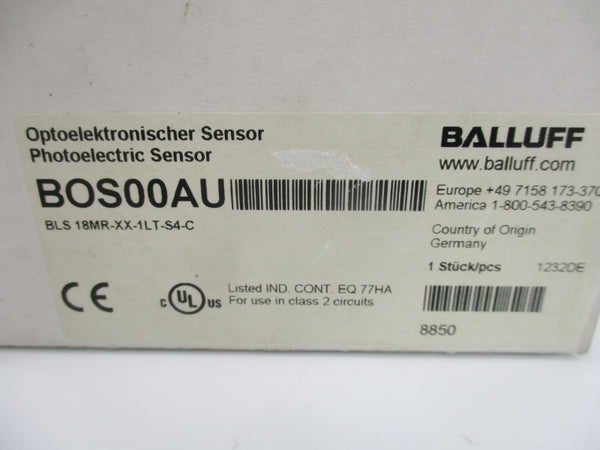 Optoelektronischer Sensor
Photoelectric Sensor
BOS00AU
BLS 18MR-XX-1LT-S4-C
CE
c UL US
Listed IND. CONT. EQ 77HA
For use in class 2 circuits
BALLUFF
www.balluff.com
Europe +49 7158 173-370
America 1-800-543-8390
Country of Origin
Germany
1 Stück/pcs 1232DE
8850